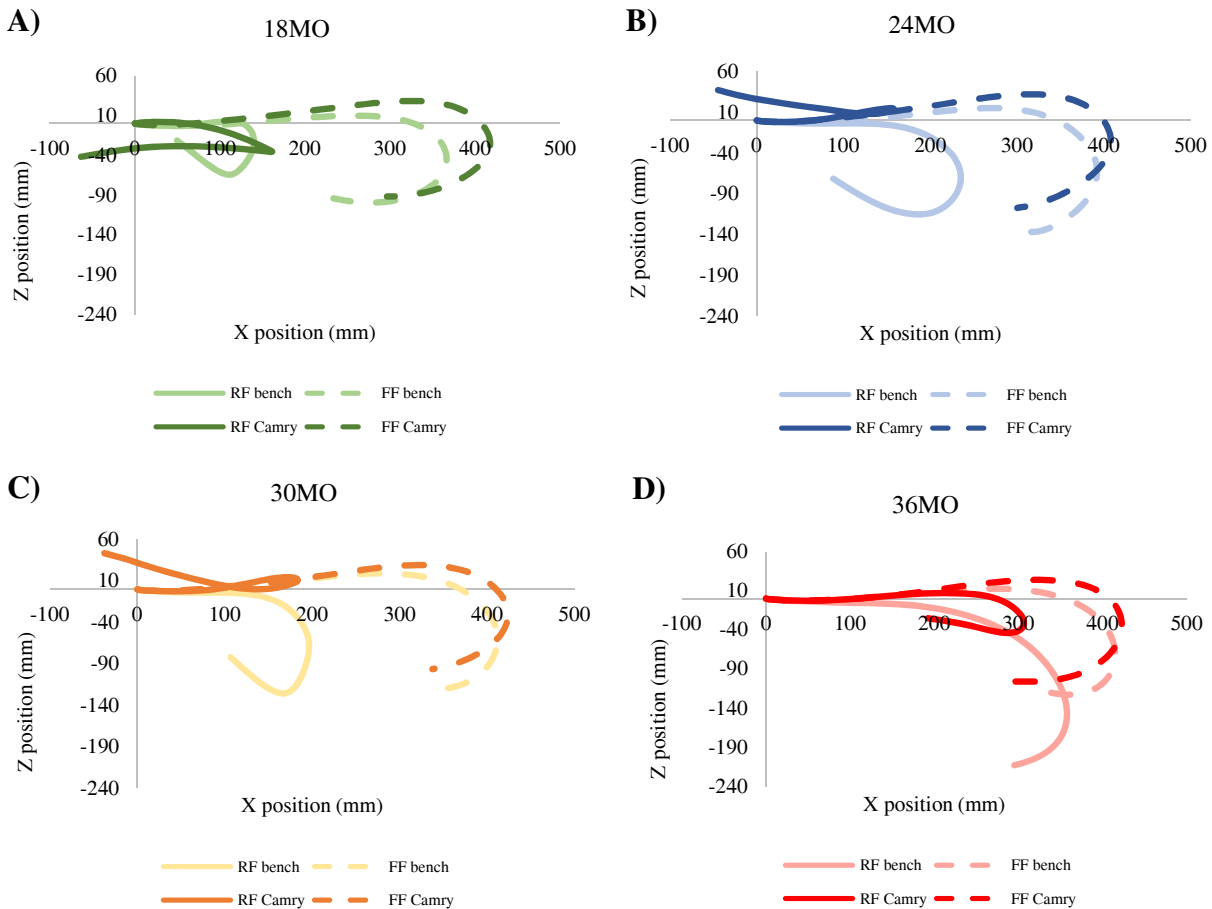 A)
18MO
60
10
-40
-90
-140
-190
-240
-100 0 100 200 300 400 500
Z position (mm)
X position (mm)
RF bench FF bench
RF Camry FF Camry
B)
24MO
60
10
-40
-90
-140
-190
-240
-100 0 100 200 300 400 500
Z position (mm)
X position (mm)
RF bench FF bench
RF Camry FF Camry
C)
30MO
60
10
-40
-90
-140
-190
-240
-100 0 100 200 300 400 500
Z position (mm)
X position (mm)
RF bench FF bench
RF Camry FF Camry
D)
36MO
60
10
-40
-90
-140
-190
-240
-100 0 100 200 300 400 500
Z position (mm)
X position (mm)
RF bench FF bench
RF Camry FF Camry